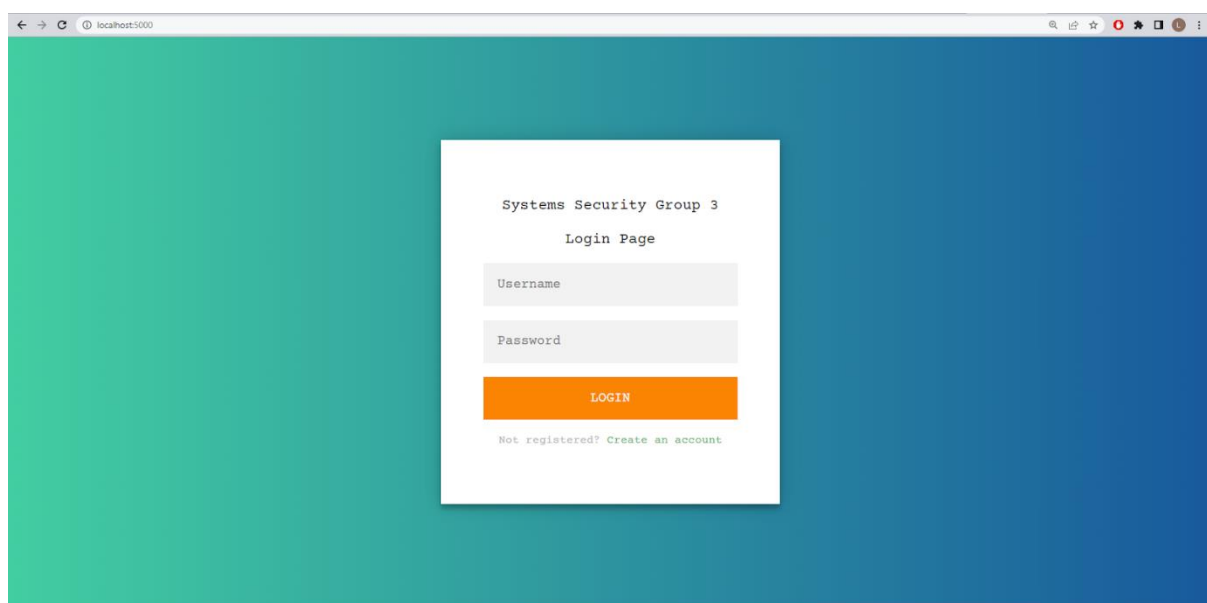 localhost:5000
Systems Security Group 3
Login Page
Username
Password
LOGIN
Not registered? Create an account